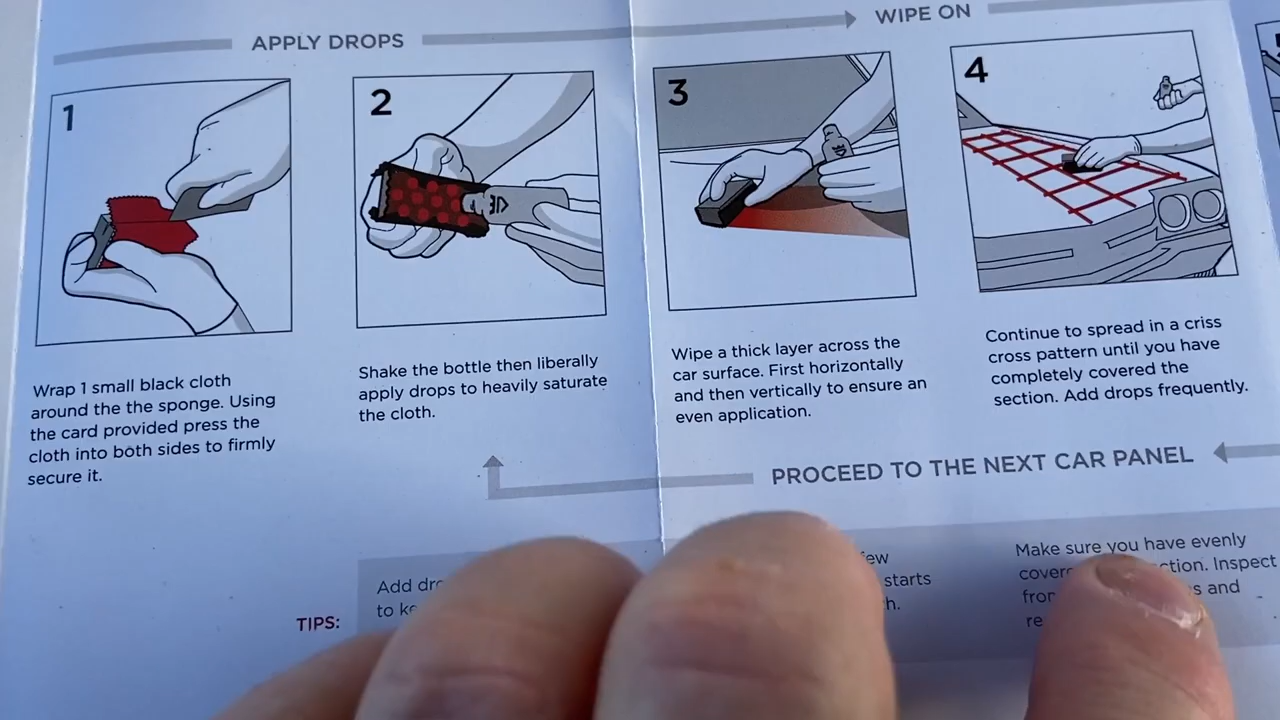 APPLY DROPS
WIPE ON
1
Wrap 1 small black cloth
around the the sponge. Using
the card provided press the
cloth into both sides to firmly
secure it.
2
Shake the bottle then liberally
apply drops to heavily saturate
the cloth.
3
Wipe a thick layer across the
car surface. First horizontally
and then vertically to ensure an
even application.
4
Continue to spread in a criss
cross pattern until you have
completely covered the
section. Add drops frequently.
PROCEED TO THE NEXT CAR PANEL
TIPS:
Add
to
starts
Make sure you have evenly
Inspect
and